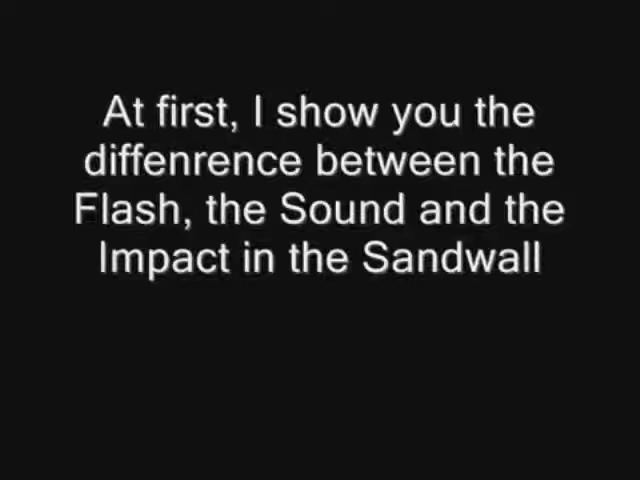 At first, I show you the
diffenrence between the
Flash, the Sound and the
Impact in the Sandwall